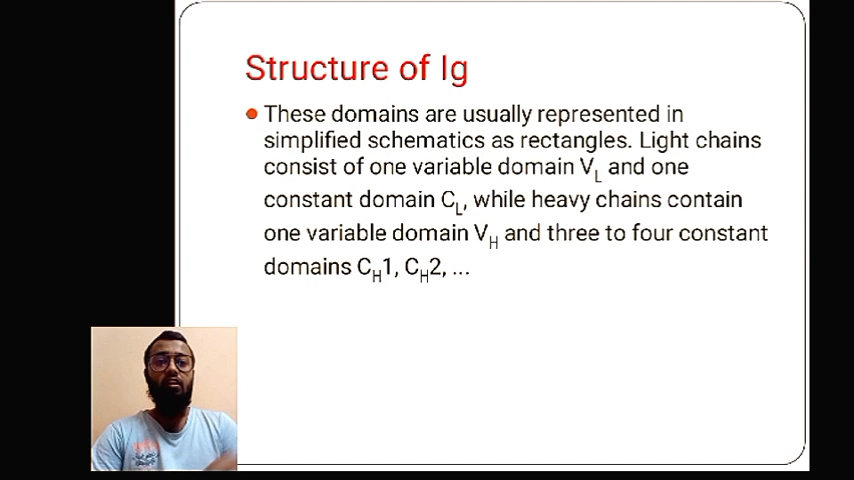 Structure of Ig
These domains are usually represented in
simplified schematics as rectangles. Light chains
consist of one variable domain V_L and one
constant domain C_L, while heavy chains contain
one variable domain V_H and three to four constant
domains C_H1, C_H2, ...